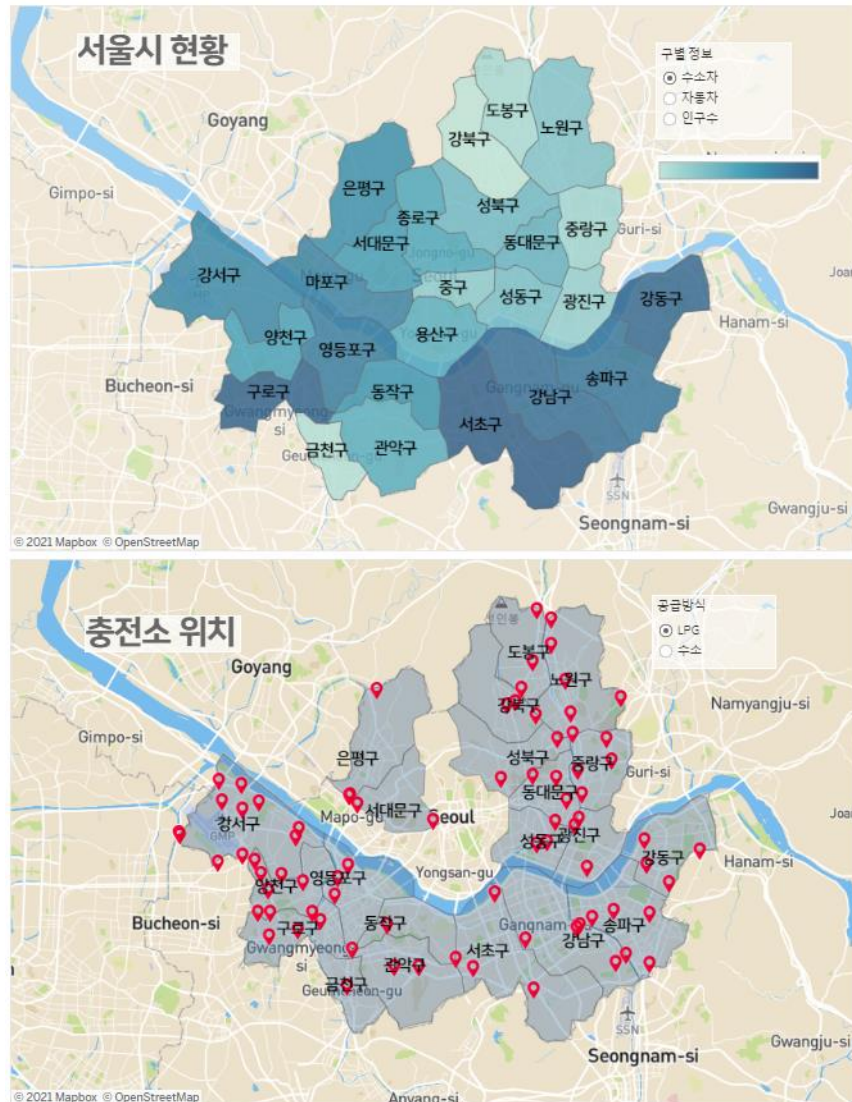 서울시 현황
구별 정보
수소차
자동차
인구수
Goyang
Gimpo-si
도봉구
강북구
노원구
은평구
종로구
성북구
중랑구
Guri-si
서대문구
동대문구
강서구
마포구
중구
성동구
광진구
강동구
Hanam-si
양천구
영등포구
용산구
송파구
Bucheon-si
구로구
동작구
강남구
서초구
금천구
관악구
SSN
Gwangju-si
Seongnam-si
© 2021 Mapbox © OpenStreetMap
충전소 위치
공급방식
LPG
수소
도봉구
Goyang
노원구
강북구
Namyangju-si
Gimpo-si
은평구
성북구
중랑구
Guri-si
서대문구
동대문구
Mapo-gu
Seoul
강서구
GMP
성동구
광진구
강동구
Hanam-si
Yongsan-gu
양천구
영등포구
Bucheon-si
구로구
동작구
Gangnam
송파구
강남구
서초구
Gwangmyeong-si
관악구
금천구
SSN
Gwangju-si
Seongnam-si
Anyang-si
© 2021 Mapbox © OpenStreetMap